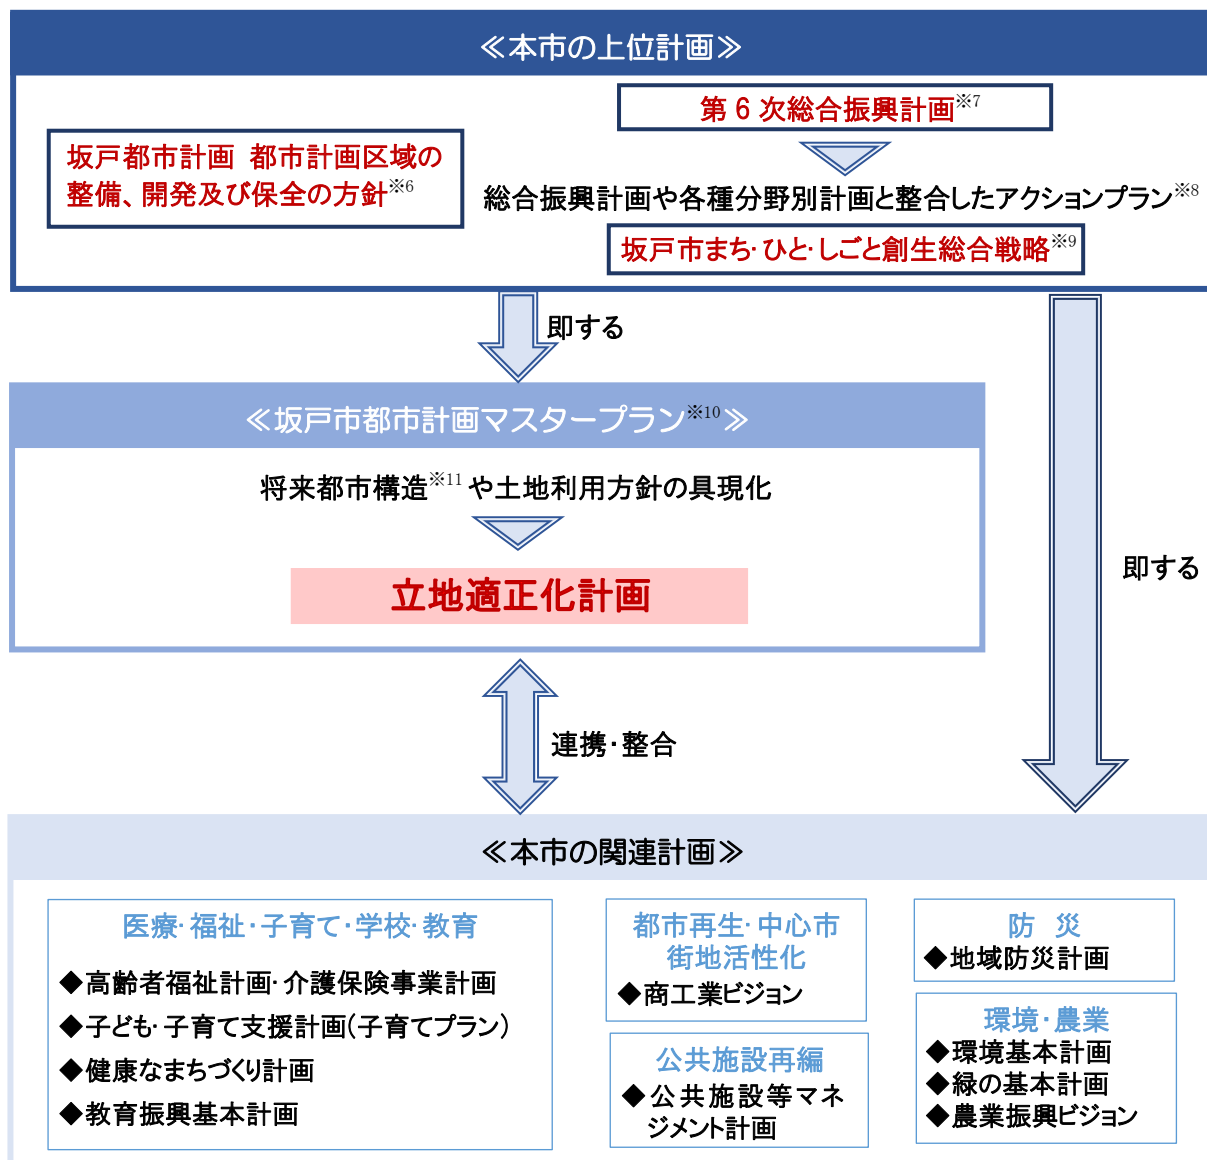 ≪本市の上位計画≫
坂戸都市計画 都市計画区域の
整備、開発及び保全の方針※6
第6次総合振興計画※7
総合振興計画や各種分野別計画と整合したアクションプラン※8
坂戸市まち・ひと・しごと創生総合戦略※9
即する
≪坂戸市都市計画マスタープラン※10≫
将来都市構造※11や土地利用方針の具現化
立地適正化計画
即する
連携・整合
≪本市の関連計画≫
医療・福祉・子育て・学校・教育
◆高齢者福祉計画・介護保険事業計画
◆子ども・子育て支援計画(子育てプラン)
◆健康なまちづくり計画
◆教育振興基本計画
都市再生・中心市
街地活性化
◆商工業ビジョン
公共施設再編
◆公共施設等マネ
ジメント計画
防 災
◆地域防災計画
環境・農業
◆環境基本計画
◆緑の基本計画
◆農業振興ビジョン